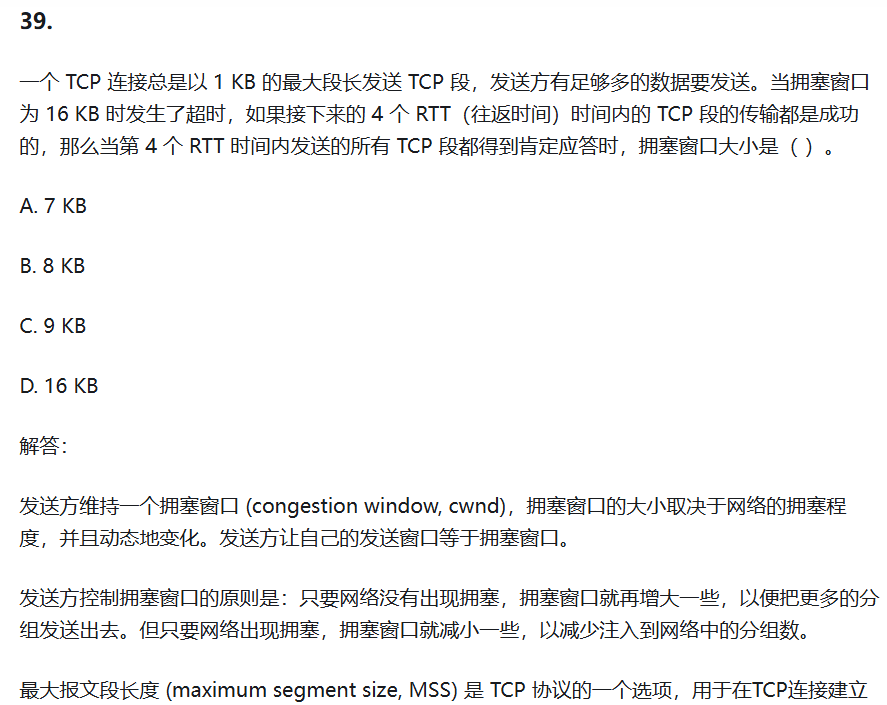 39.
一个 TCP 连接总是以 1 KB 的最大段长发送 TCP 段，发送方有足够多的数据要发送。当拥塞窗口
为 16 KB 时发生了超时，如果接下来的 4 个 RTT（往返时间）时间内的 TCP 段的传输都是成功
的，那么当第 4 个 RTT 时间内发送的所有 TCP 段都得到肯定应答时，拥塞窗口大小是（ ）。
A. 7 KB
B. 8 KB
C. 9 KB
D. 16 KB
解答：
发送方维持一个拥塞窗口 (congestion window, cwnd)，拥塞窗口的大小取决于网络的拥塞程
度，并且动态地变化。发送方让自己的发送窗口等于拥塞窗口。
发送方控制拥塞窗口的原则是：只要网络没有出现拥塞，拥塞窗口就再增大一些，以便把更多的分
组发送出去。但只要网络出现拥塞，拥塞窗口就减小一些，以减少注入到网络中的分组数。
最大报文段长度 (maximum segment size, MSS) 是 TCP 协议的一个选项，用于在TCP连接建立